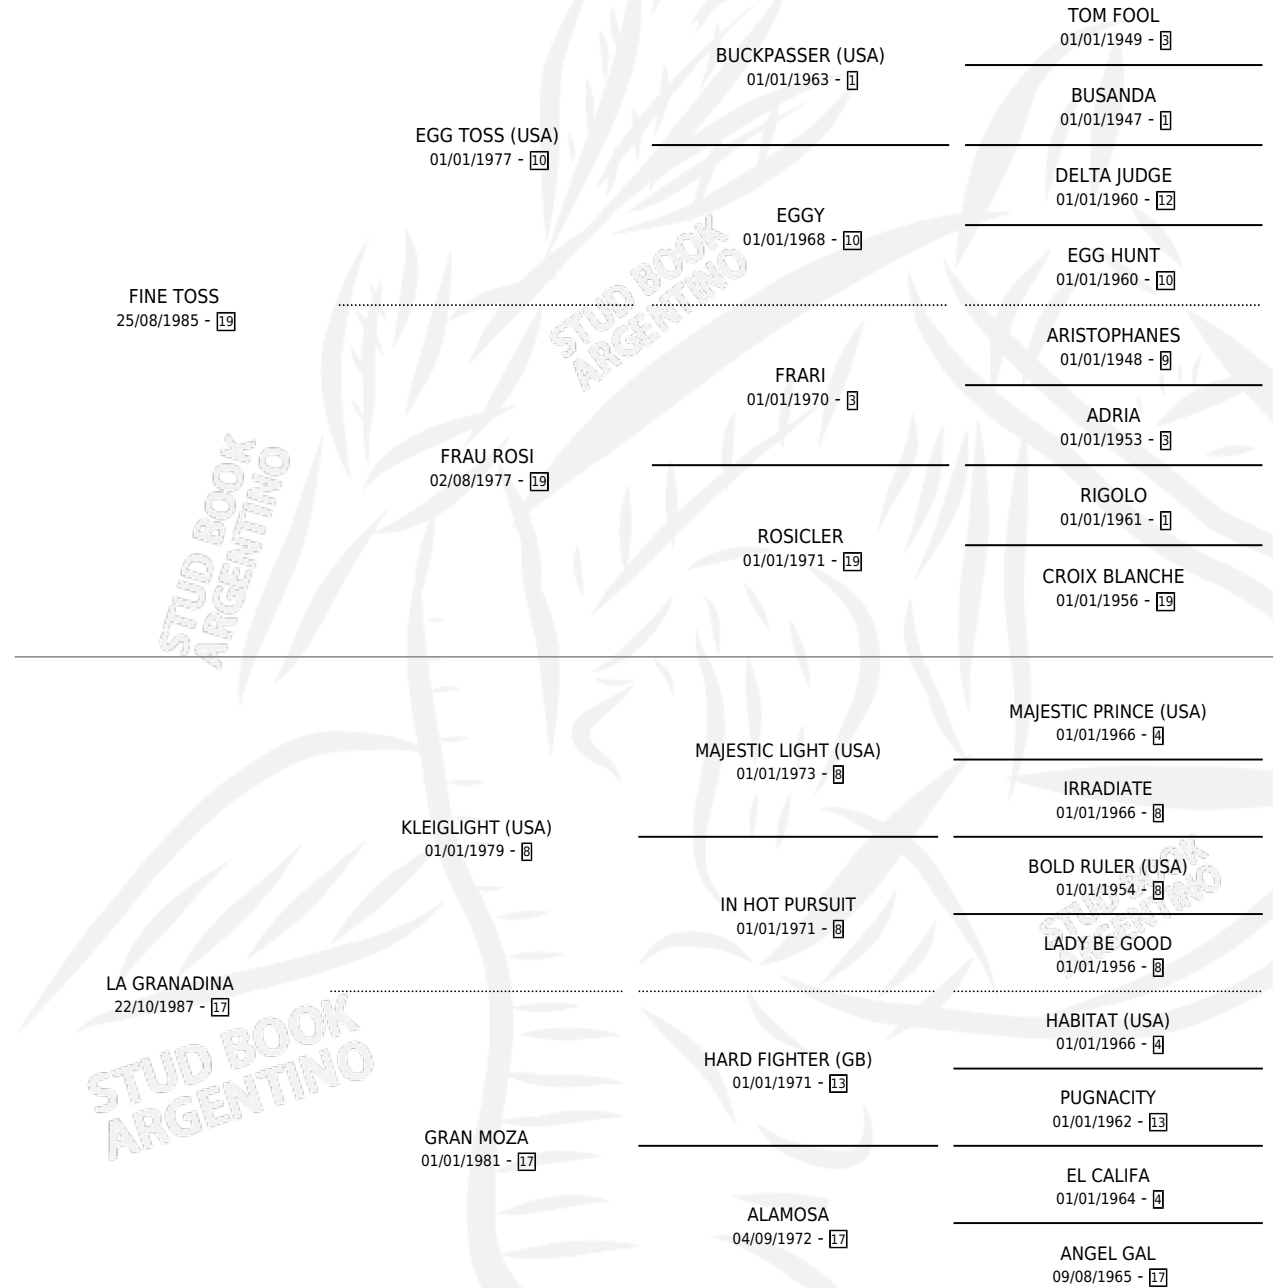 TOM FOOL
01/01/1949 - 3
BUCKPASSER (USA)
01/01/1963 - 1
BUSANDA
01/01/1947 - 1
EGG TOSS (USA)
01/01/1977 - 10
DELTA JUDGE
01/01/1960 - 12
EGGY
01/01/1968 - 10
EGG HUNT
01/01/1960 - 10
FINE TOSS
25/08/1985 - 19
STUD BOOK
ARGENTINO
ARISTOPHANES
01/01/1948 - 9
FRARI
01/01/1970 - 3
ADRIA
01/01/1953 - 3
FRAU ROSI
02/08/1977 - 19
RIGOLO
01/01/1961 - 1
ROSICLER
01/01/1971 - 19
CROIX BLANCHE
01/01/1956 - 19
STUD BOOK
ARGENTINO
MAJESTIC PRINCE (USA)
01/01/1966 - 4
MAJESTIC LIGHT (USA)
01/01/1973 - 8
IRRADIATE
01/01/1966 - 8
KLEIGLIGHT (USA)
01/01/1979 - 8
BOLD RULER (USA)
01/01/1954 - 8
IN HOT PURSUIT
01/01/1971 - 8
LADY BE GOOD
01/01/1956 - 8
STUD BOOK
ARGENTINO
LA GRANADINA
22/10/1987 - 17
HABITAT (USA)
01/01/1966 - 4
HARD FIGHTER (GB)
01/01/1971 - 13
PUGNACITY
01/01/1962 - 13
STUD BOOK
ARGENTINO
GRAN MOZA
01/01/1981 - 17
EL CALIFA
01/01/1964 - 4
ALAMOSA
04/09/1972 - 17
ANGEL GAL
09/08/1965 - 17